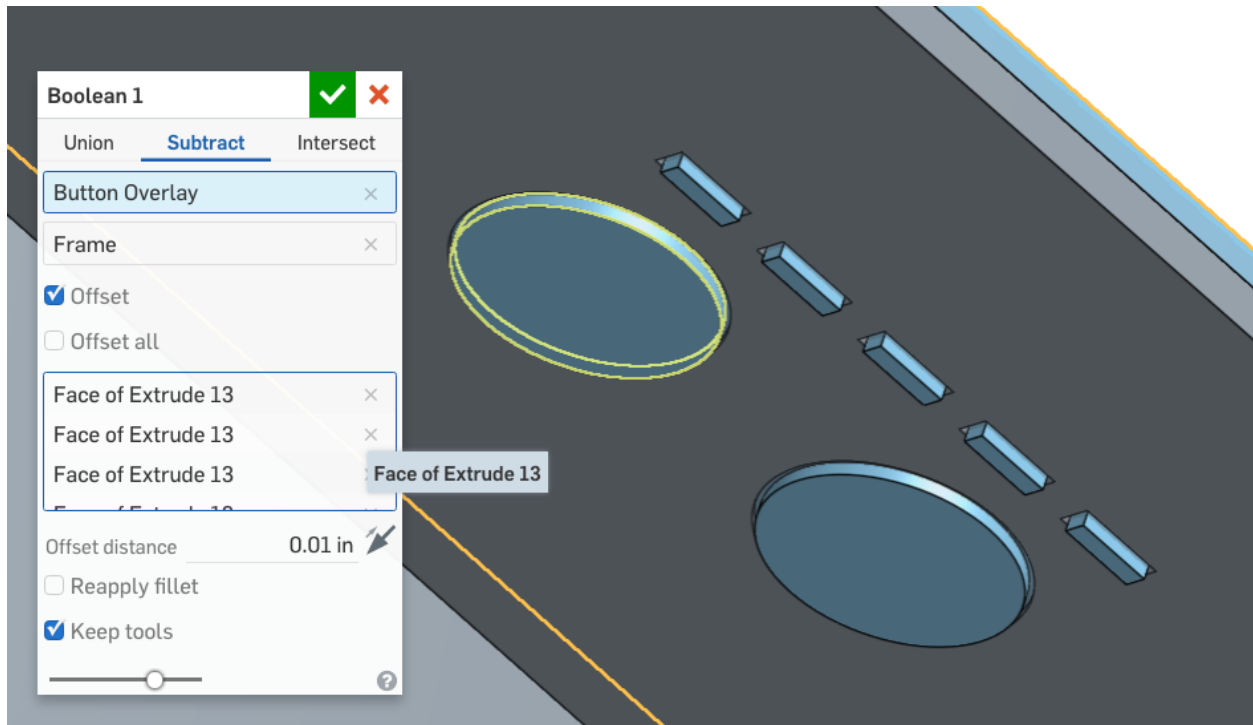 Boolean 1
Union Subtract Intersect
Button Overlay
Frame
Offset
Offset all
Face of Extrude 13
Face of Extrude 13
Face of Extrude 13
Face of Extrude 13
Offset distance 0.01 in
Reapply fillet
Keep tools